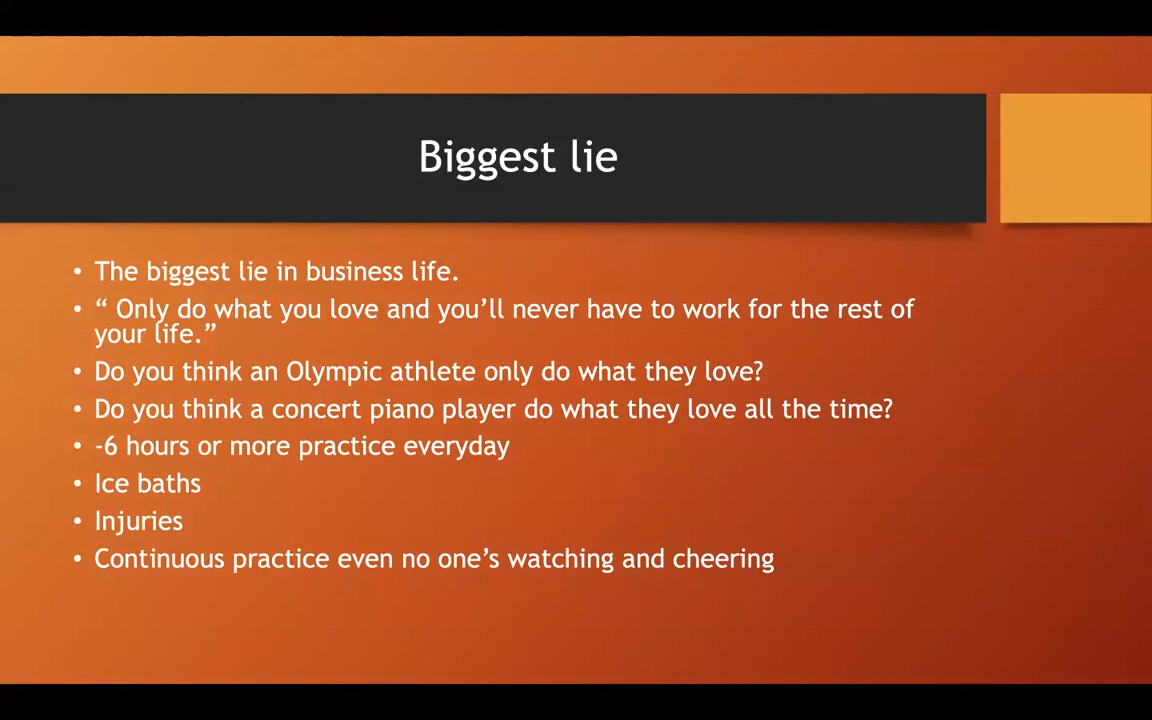 Biggest lie
• The biggest lie in business life.
• “ Only do what you love and you’ll never have to work for the rest of
your life.”
• Do you think an Olympic athlete only do what they love?
• Do you think a concert piano player do what they love all the time?
• -6 hours or more practice everyday
• Ice baths
• Injuries
• Continuous practice even no one’s watching and cheering